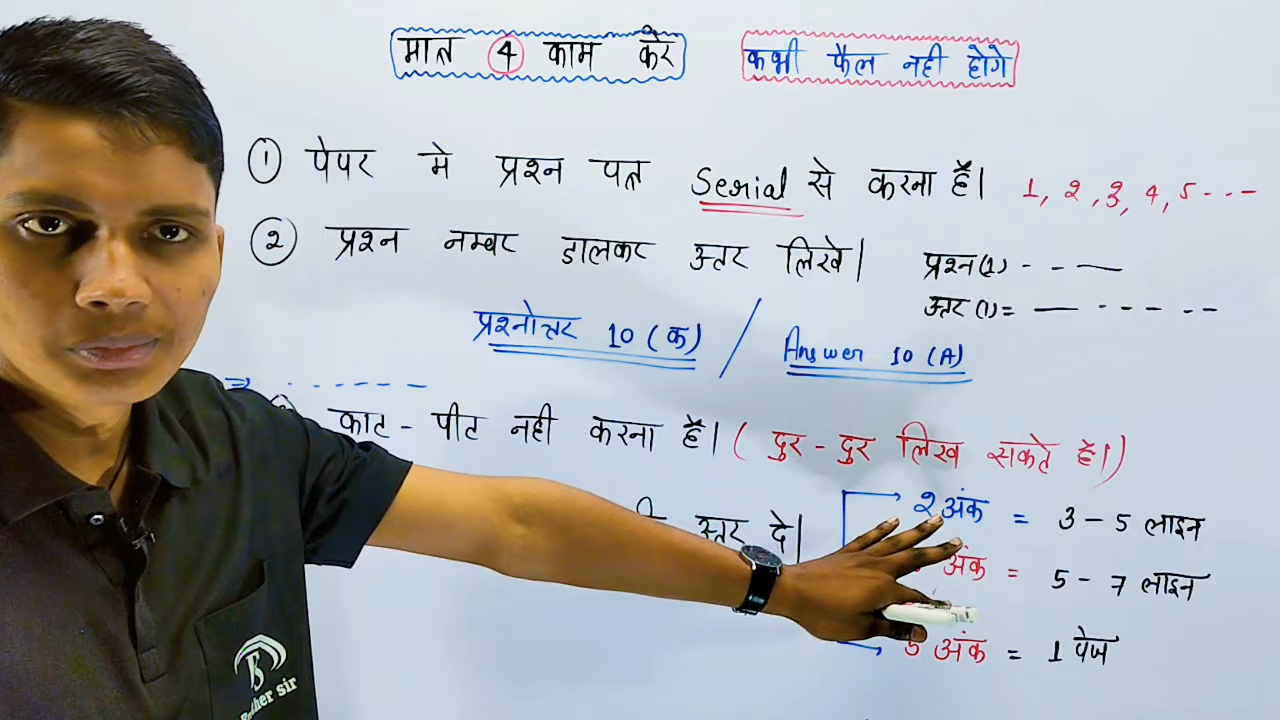 मात्र 4 काम करे
कभी फैल नही होगे
① पेपर मे प्रश्न पत्र Serial से करना है। 1, 2, 3, 4, 5 - - -
② प्रश्न नम्बर डालकर उत्तर लिखे। प्रश्न (1) - - —
उत्तर (1) = — - - - - -
प्रश्नोत्तर 10 (क) / Answer 10 (A)
काट - पीट नही करना है। ( दुर - दुर लिख सकते है।)
उत्तर दे।
2 अंक = 3 - 5 लाइन
अंक = 5 - 7 लाइन
5 अंक = 1 पेज
sir